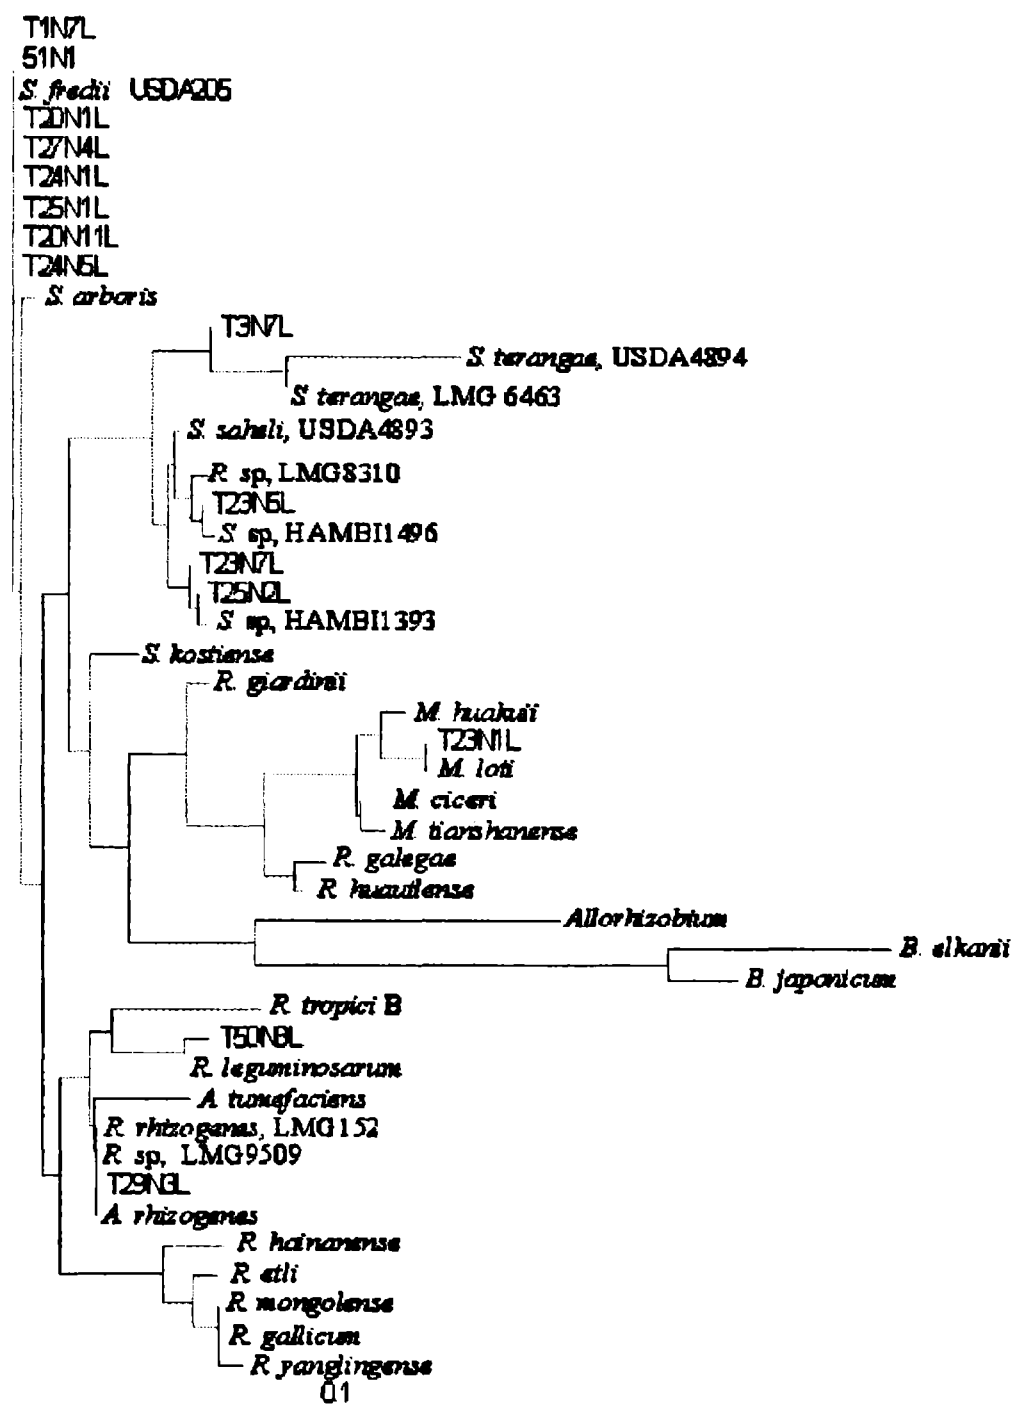 T1N7L
51N1
S. fredii USDA205
T20N1L
T27N4L
T24N1L
T25N1L
T20N11L
T24N5L
S. arboris
T3N7L
S. terangae, USDA4894
S terangae, LMG 6463
S. saheli, USDA4893
R. sp, LMG8310
T23N5L
S sp, HAMBI1496
T23N7L
T25N2L
S sp, HAMBI1393
S. kostiense
R. giardinii
M. huakuii
T23N1L
M. loti
M. ciceri
M. tianshanense
R. galegae
R. huautlense
Allorhizobium
B. elkanii
B. japonicum
R. tropici B
T50N3L
R. leguminosarum
A. tumefaciens
R. rhizogenes, LMG152
R. sp, LMG9509
T29N3L
A. rhizogenes
R. hainanense
R. etli
R. mongolense
R. gallicum
R. yanglingense
0.1